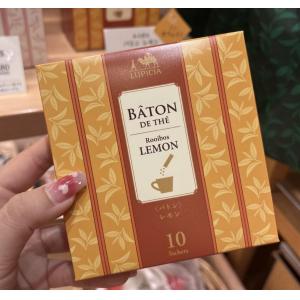 LUPICIA
BÂTON
DE THÉ
Rooibos
LEMON
〈バトン〉
レモン
10
Sachets